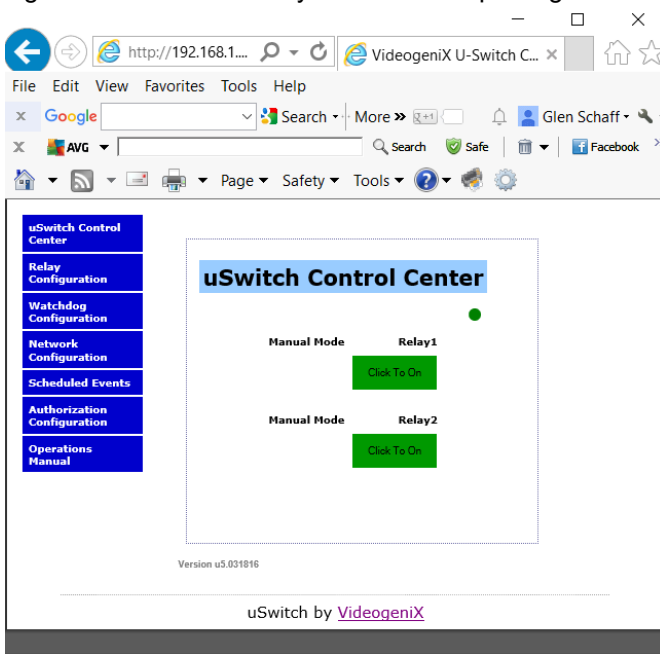 http://192.168.1....
VideogeniX U-Switch C...
File Edit View Favorites Tools Help
x Google Search More » g+1 Glen Schaff
X AVG Search Safe Facebook >
Page Safety Tools
uSwitch Control
Center
Relay
Configuration
Watchdog
Configuration
Network
Configuration
Scheduled Events
Authorization
Configuration
Operations
Manual
uSwitch Control Center
Manual Mode Relay1
Click To On
Manual Mode Relay2
Click To On
Version u5.031816
uSwitch by VideogeniX